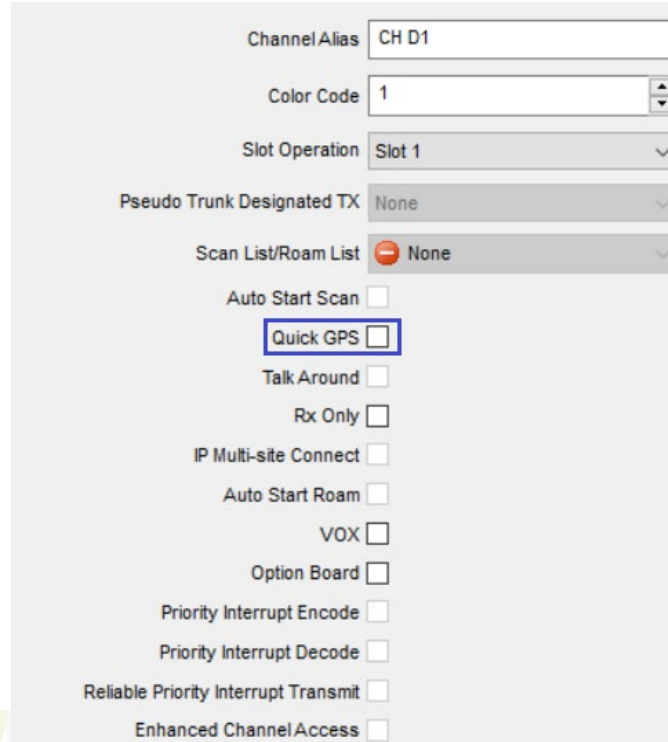 Channel Alias CH D1
Color Code 1
Slot Operation Slot 1
Pseudo Trunk Designated TX None
Scan List/Roam List None
Auto Start Scan
Quick GPS
Talk Around
Rx Only
IP Multi-site Connect
Auto Start Roam
VOX
Option Board
Priority Interrupt Encode
Priority Interrupt Decode
Reliable Priority Interrupt Transmit
Enhanced Channel Access